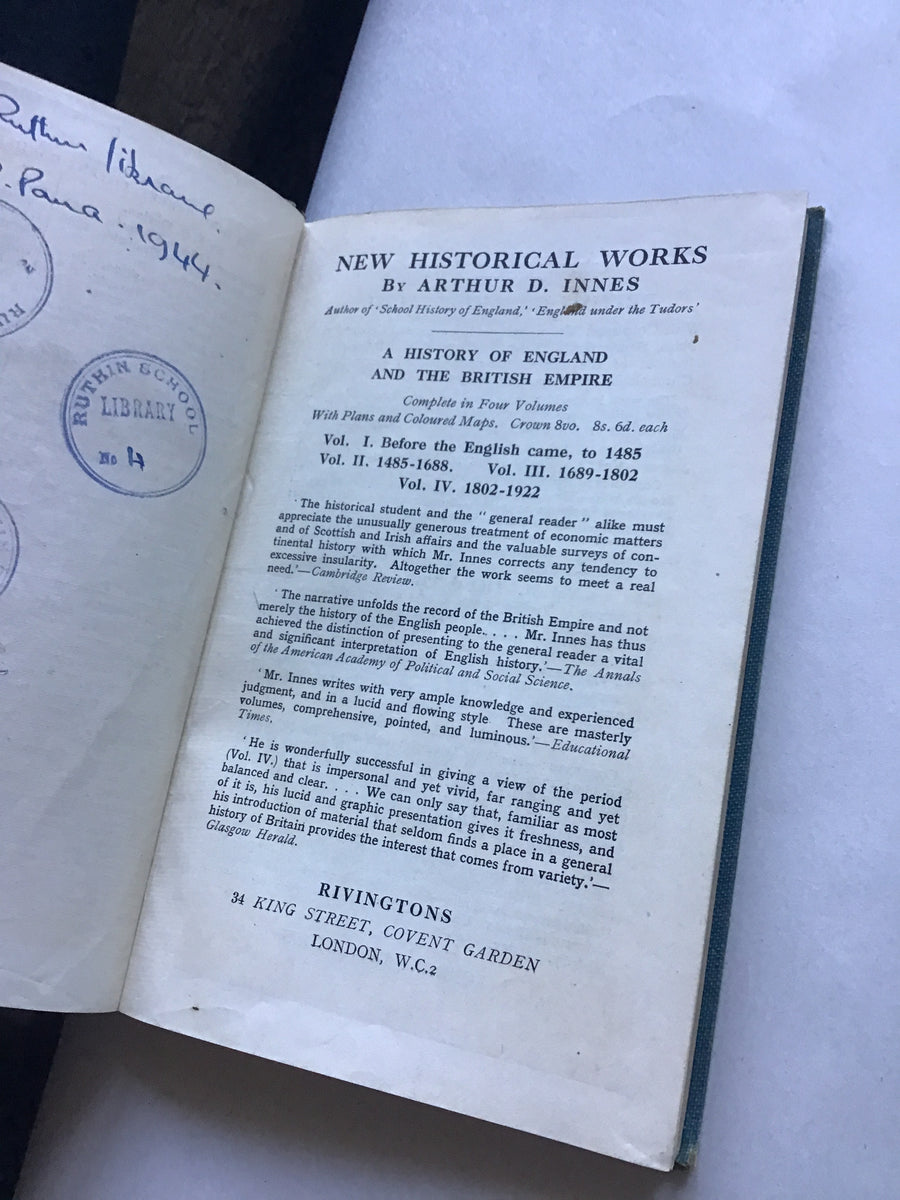 1944.
RUTHIN SCHOOL
LIBRARY
No 4
NEW HISTORICAL WORKS
BY ARTHUR D. INNES
Author of 'School History of England,' 'England under the Tudors'
A HISTORY OF ENGLAND
AND THE BRITISH EMPIRE
Complete in Four Volumes
With Plans and Coloured Maps. Crown 8vo. 8s. 6d. each
Vol. I. Before the English came, to 1485
Vol. II. 1485-1688. Vol. III. 1689-1802
Vol. IV. 1802-1922
'The historical student and the "general reader" alike must
appreciate the unusually generous treatment of economic matters
and of Scottish and Irish affairs and the valuable surveys of con-
tinental history with which Mr. Innes corrects any tendency to
excessive insularity. Altogether the work seems to meet a real
need.'—Cambridge Review.
'The narrative unfolds the record of the British Empire and not
merely the history of the English people. . . . Mr. Innes has thus
achieved the distinction of presenting to the general reader a vital
and significant interpretation of English history.'—The Annals
of the American Academy of Political and Social Science.
'Mr. Innes writes with very ample knowledge and experienced
judgment, and in a lucid and flowing style. These are masterly
volumes, comprehensive, pointed, and luminous.'—Educational
Times.
'He is wonderfully successful in giving a view of the period
(Vol. IV.) that is impersonal and yet vivid, far ranging and yet
balanced and clear. . . . We can only say that, familiar as most
of it is, his lucid and graphic presentation gives it freshness, and
his introduction of material that seldom finds a place in a general
history of Britain provides the interest that comes from variety.'—
Glasgow Herald.
RIVINGTONS
34 KING STREET, COVENT GARDEN
LONDON, W.C.2